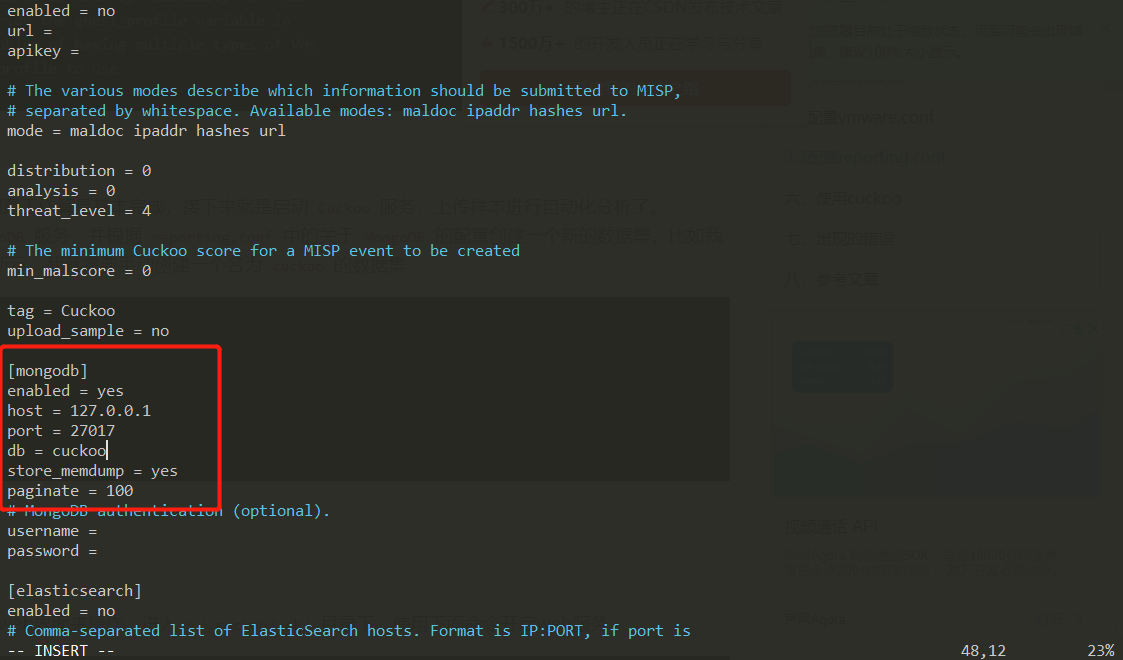 enabled = no
url =
apikey =
# The various modes describe which information should be submitted to MISP,
# separated by whitespace. Available modes: maldoc ipaddr hashes url.
mode = maldoc ipaddr hashes url
distribution = 0
analysis = 0
threat_level = 4
# The minimum Cuckoo score for a MISP event to be created
min_malscore = 0
tag = Cuckoo
upload_sample = no
[mongodb]
enabled = yes
host = 127.0.0.1
port = 27017
db = cuckoo
store_memdump = yes
paginate = 100
# MongoDB authentication (optional).
username =
password =
[elasticsearch]
enabled = no
# Comma-separated list of ElasticSearch hosts. Format is IP:PORT, if port is
-- INSERT -- 48,12 23%